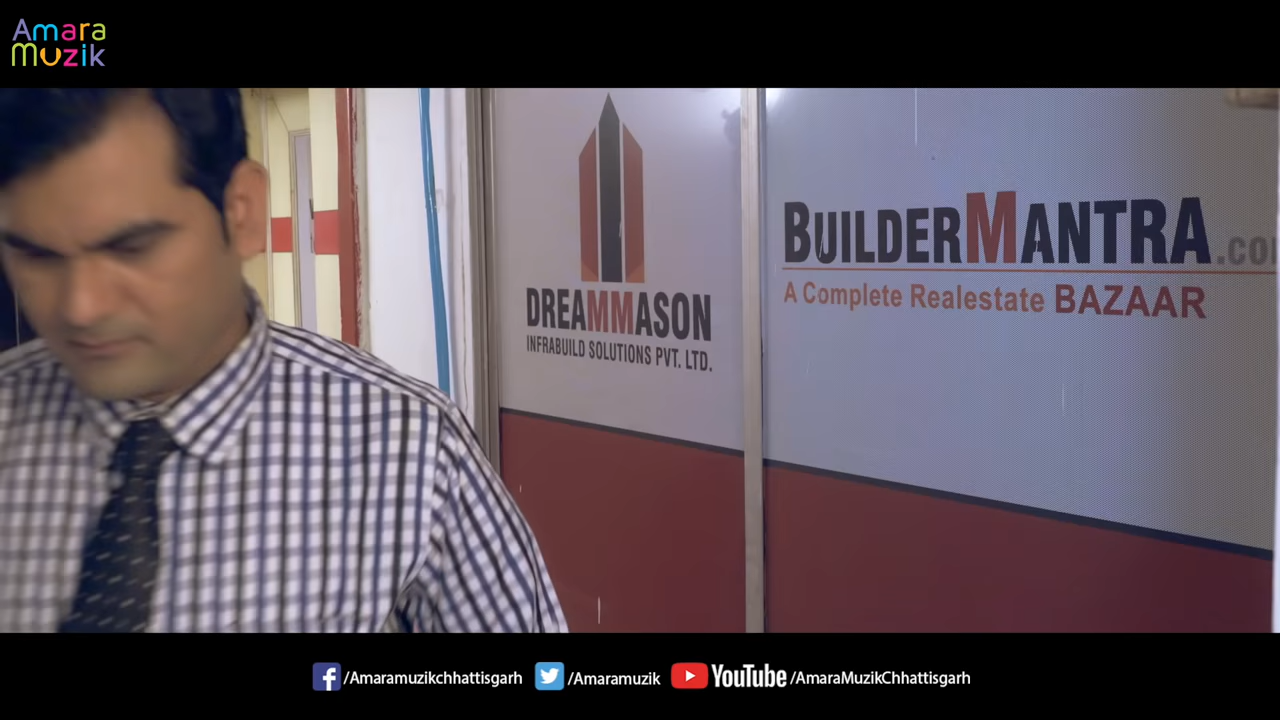 Amara
Muzik
DREAMMASON
INFRABUILD SOLUTIONS PVT. LTD.
BUILDERMANTRA.co
A Complete Realestate BAZAAR
/Amaramuzikchhattisgarh
/Amaramuzik
YouTube /AmaraMuzikChhattisgarh